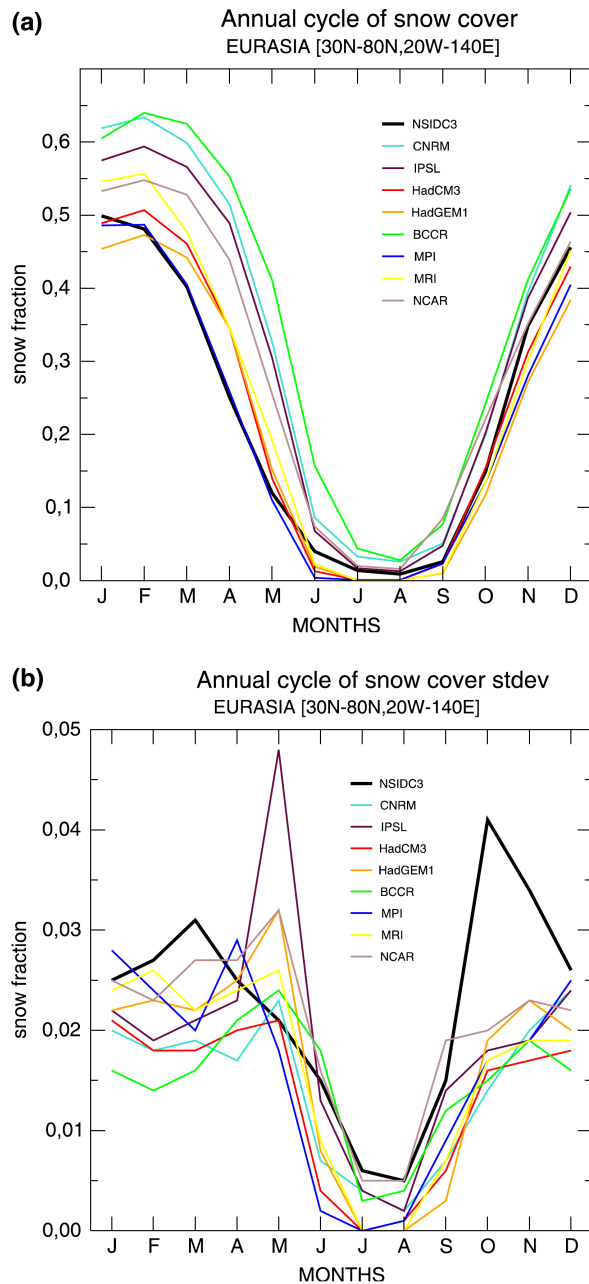 (a)
Annual cycle of snow cover
EURASIA [30N-80N,20W-140E]
snow fraction
0,6
0,5
0,4
0,3
0,2
0,1
0,0
NSIDC3
CNRM
IPSL
HadCM3
HadGEM1
BCCR
MPI
MRI
NCAR
J F M A M J J A S O N D
MONTHS
(b)
Annual cycle of snow cover stdev
EURASIA [30N-80N,20W-140E]
snow fraction
0,05
0,04
0,03
0,02
0,01
0,00
NSIDC3
CNRM
IPSL
HadCM3
HadGEM1
BCCR
MPI
MRI
NCAR
J F M A M J J A S O N D
MONTHS